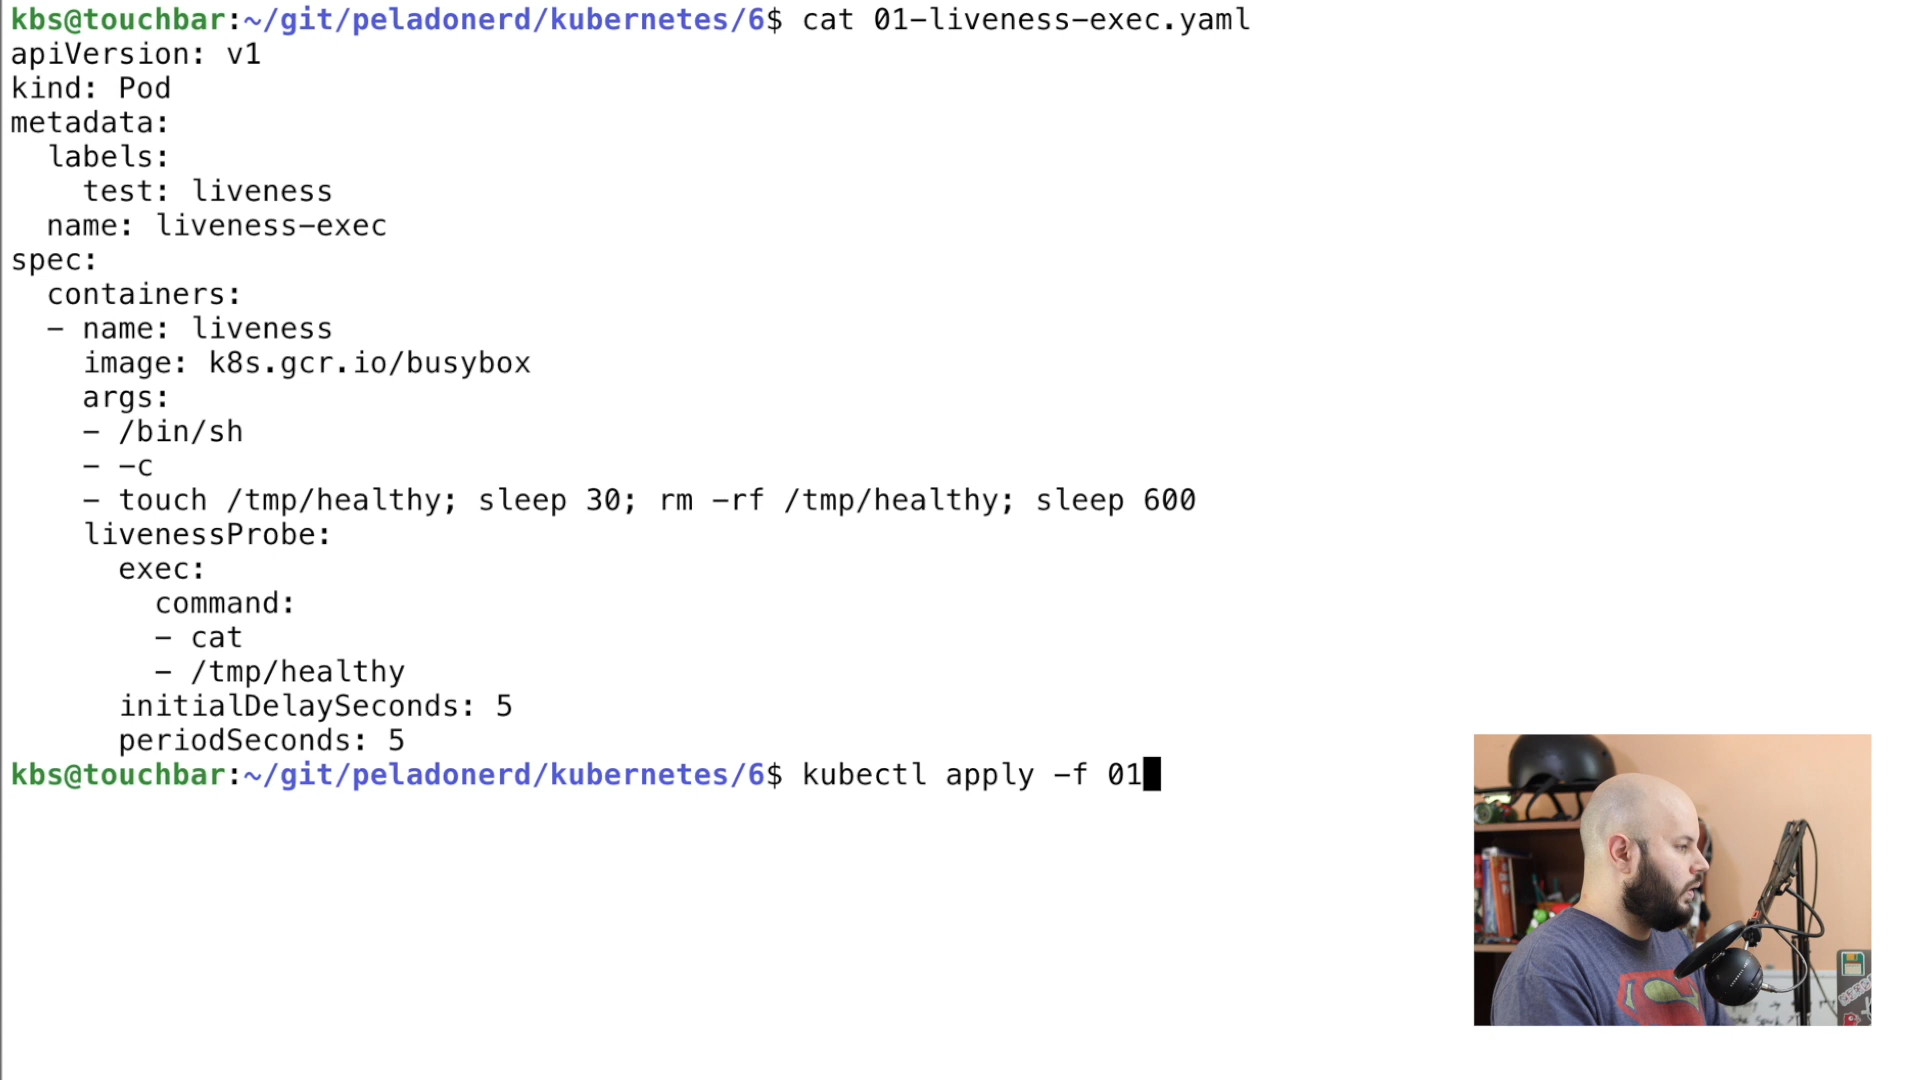 kbs@touchbar:~/git/peladonerd/kubernetes/6$ cat 01-liveness-exec.yaml
apiVersion: v1
kind: Pod
metadata:
  labels:
    test: liveness
  name: liveness-exec
spec:
  containers:
  - name: liveness
    image: k8s.gcr.io/busybox
    args:
    - /bin/sh
    - -c
    - touch /tmp/healthy; sleep 30; rm -rf /tmp/healthy; sleep 600
    livenessProbe:
      exec:
        command:
        - cat
        - /tmp/healthy
      initialDelaySeconds: 5
      periodSeconds: 5
kbs@touchbar:~/git/peladonerd/kubernetes/6$ kubectl apply -f 01